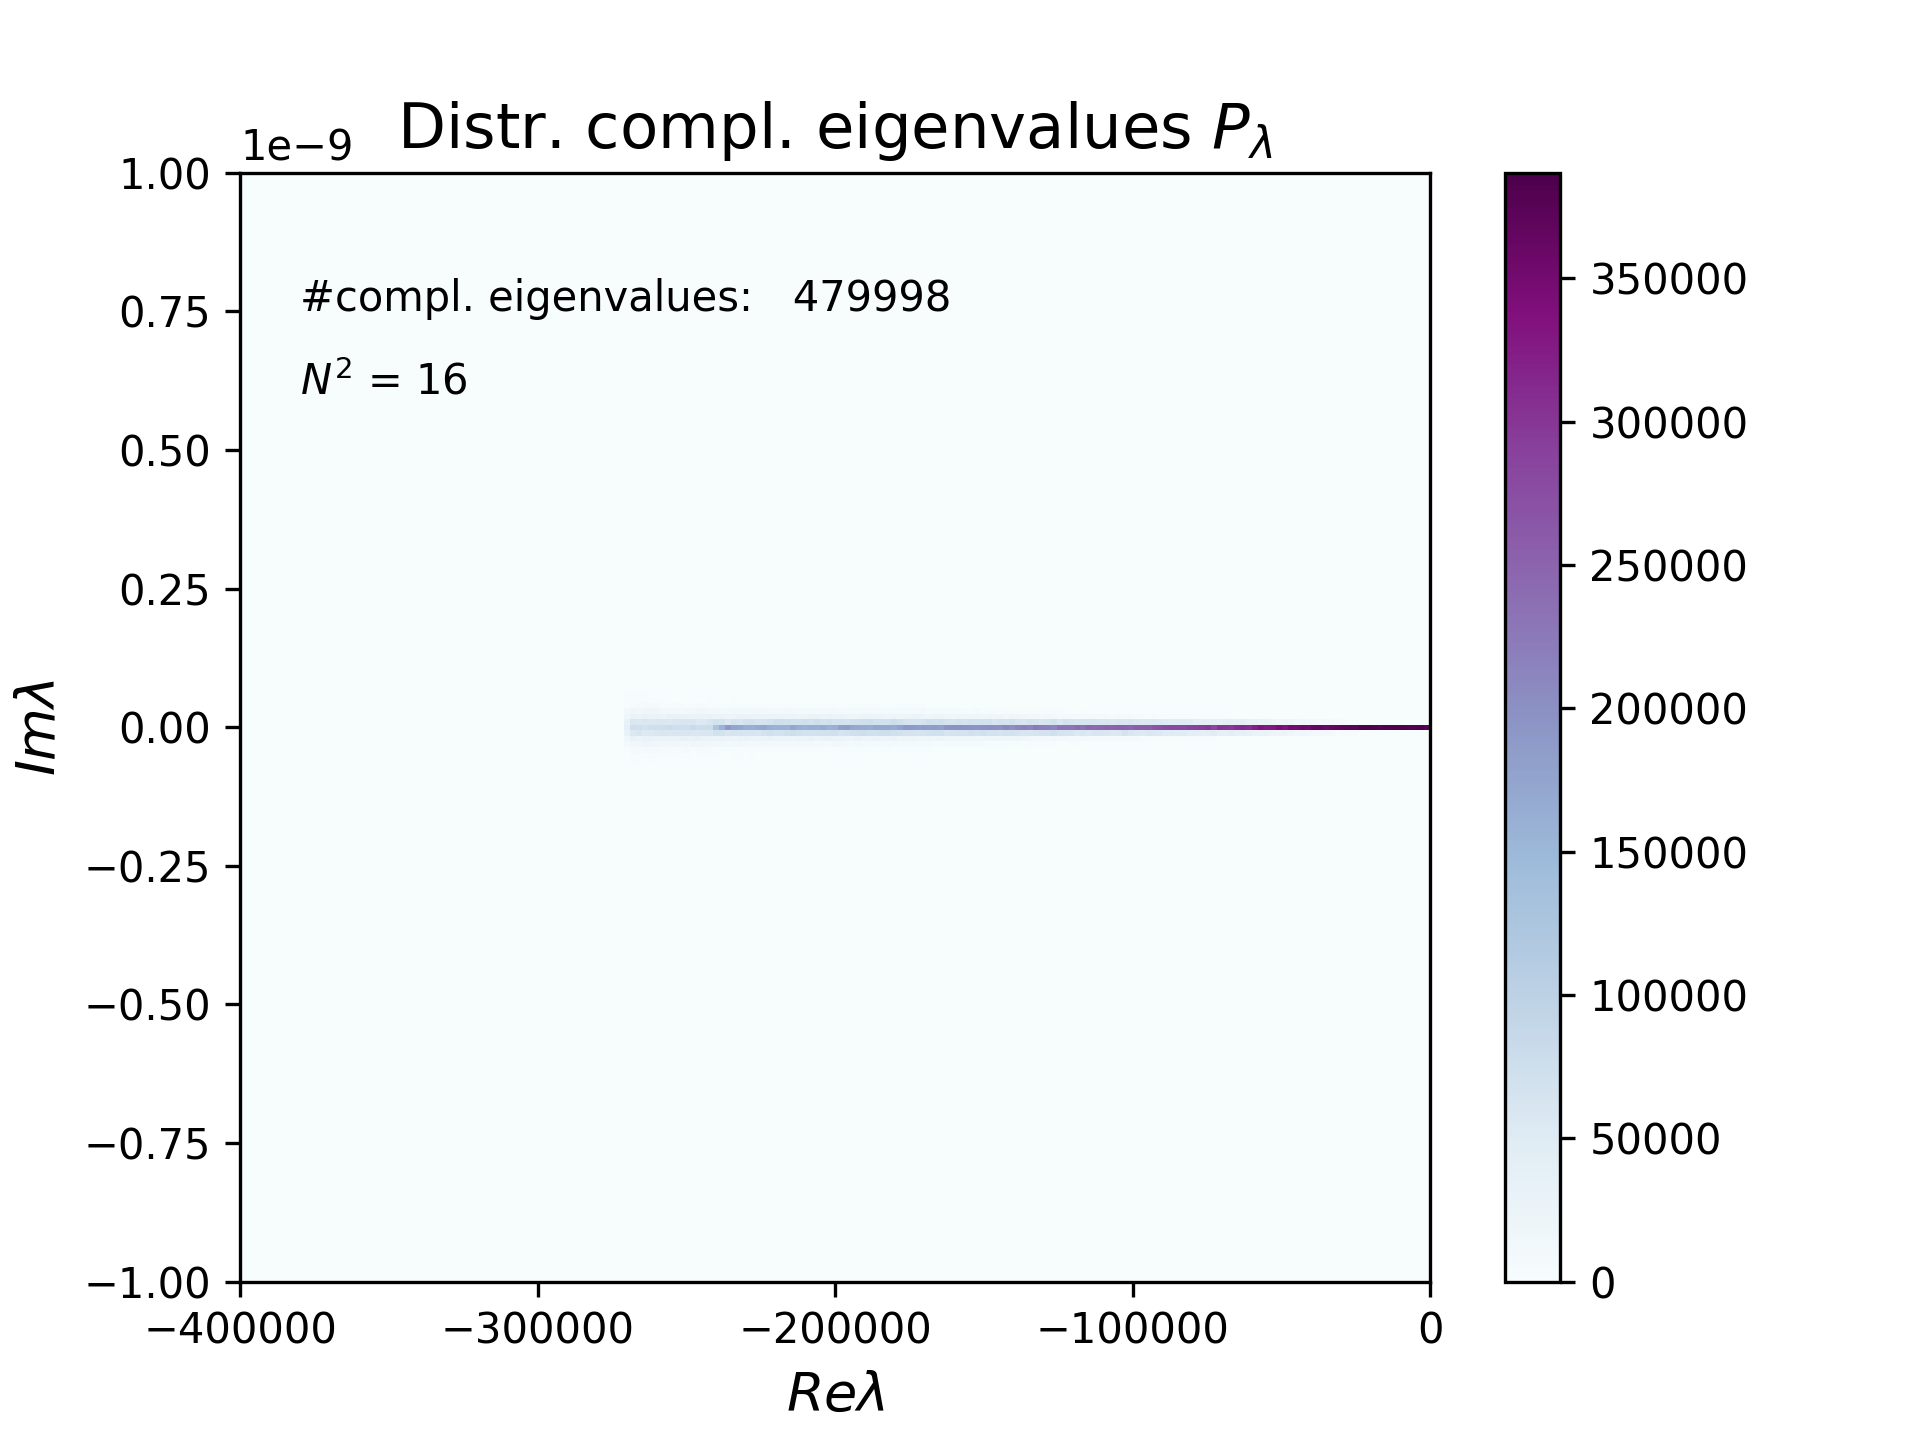 Distr. compl. eigenvalues P_λ
1e−9
1.00
0.75
0.50
0.25
0.00
−0.25
−0.50
−0.75
−1.00
Imλ
#compl. eigenvalues: 479998
N² = 16
−400000 −300000 −200000 −100000 0
Reλ
350000
300000
250000
200000
150000
100000
50000
0